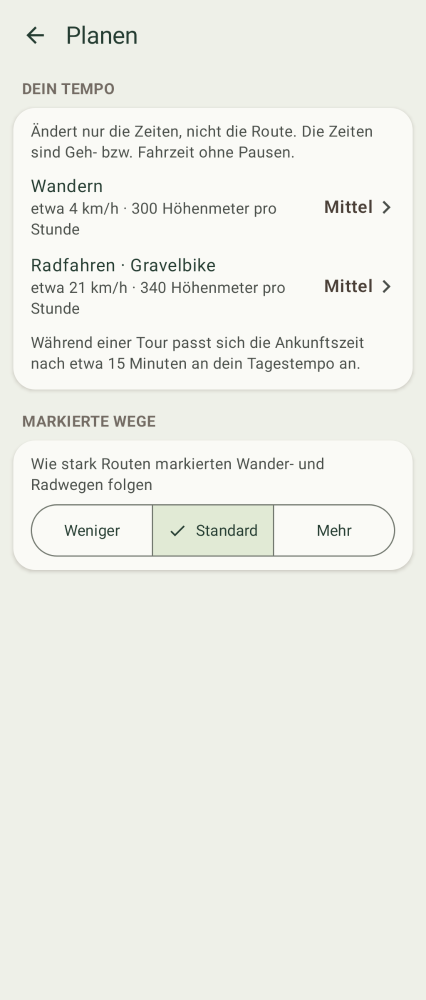 Planen
DEIN TEMPO
Ändert nur die Zeiten, nicht die Route. Die Zeiten
sind Geh- bzw. Fahrzeit ohne Pausen.
Wandern
etwa 4 km/h · 300 Höhenmeter pro
Stunde
Mittel
Radfahren · Gravelbike
etwa 21 km/h · 340 Höhenmeter pro
Stunde
Mittel
Während einer Tour passt sich die Ankunftszeit
nach etwa 15 Minuten an dein Tagestempo an.
MARKIERTE WEGE
Wie stark Routen markierten Wander- und
Radwegen folgen
Weniger
Standard
Mehr